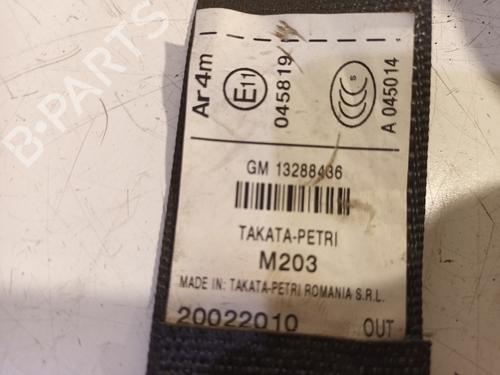 Ar4m
E11
045819
S
A 045014
GM 13288436
TAKATA-PETRI
M203
MADE IN: TAKATA-PETRI ROMANIA S.R.L.
20022010 OUT
B-PARTS